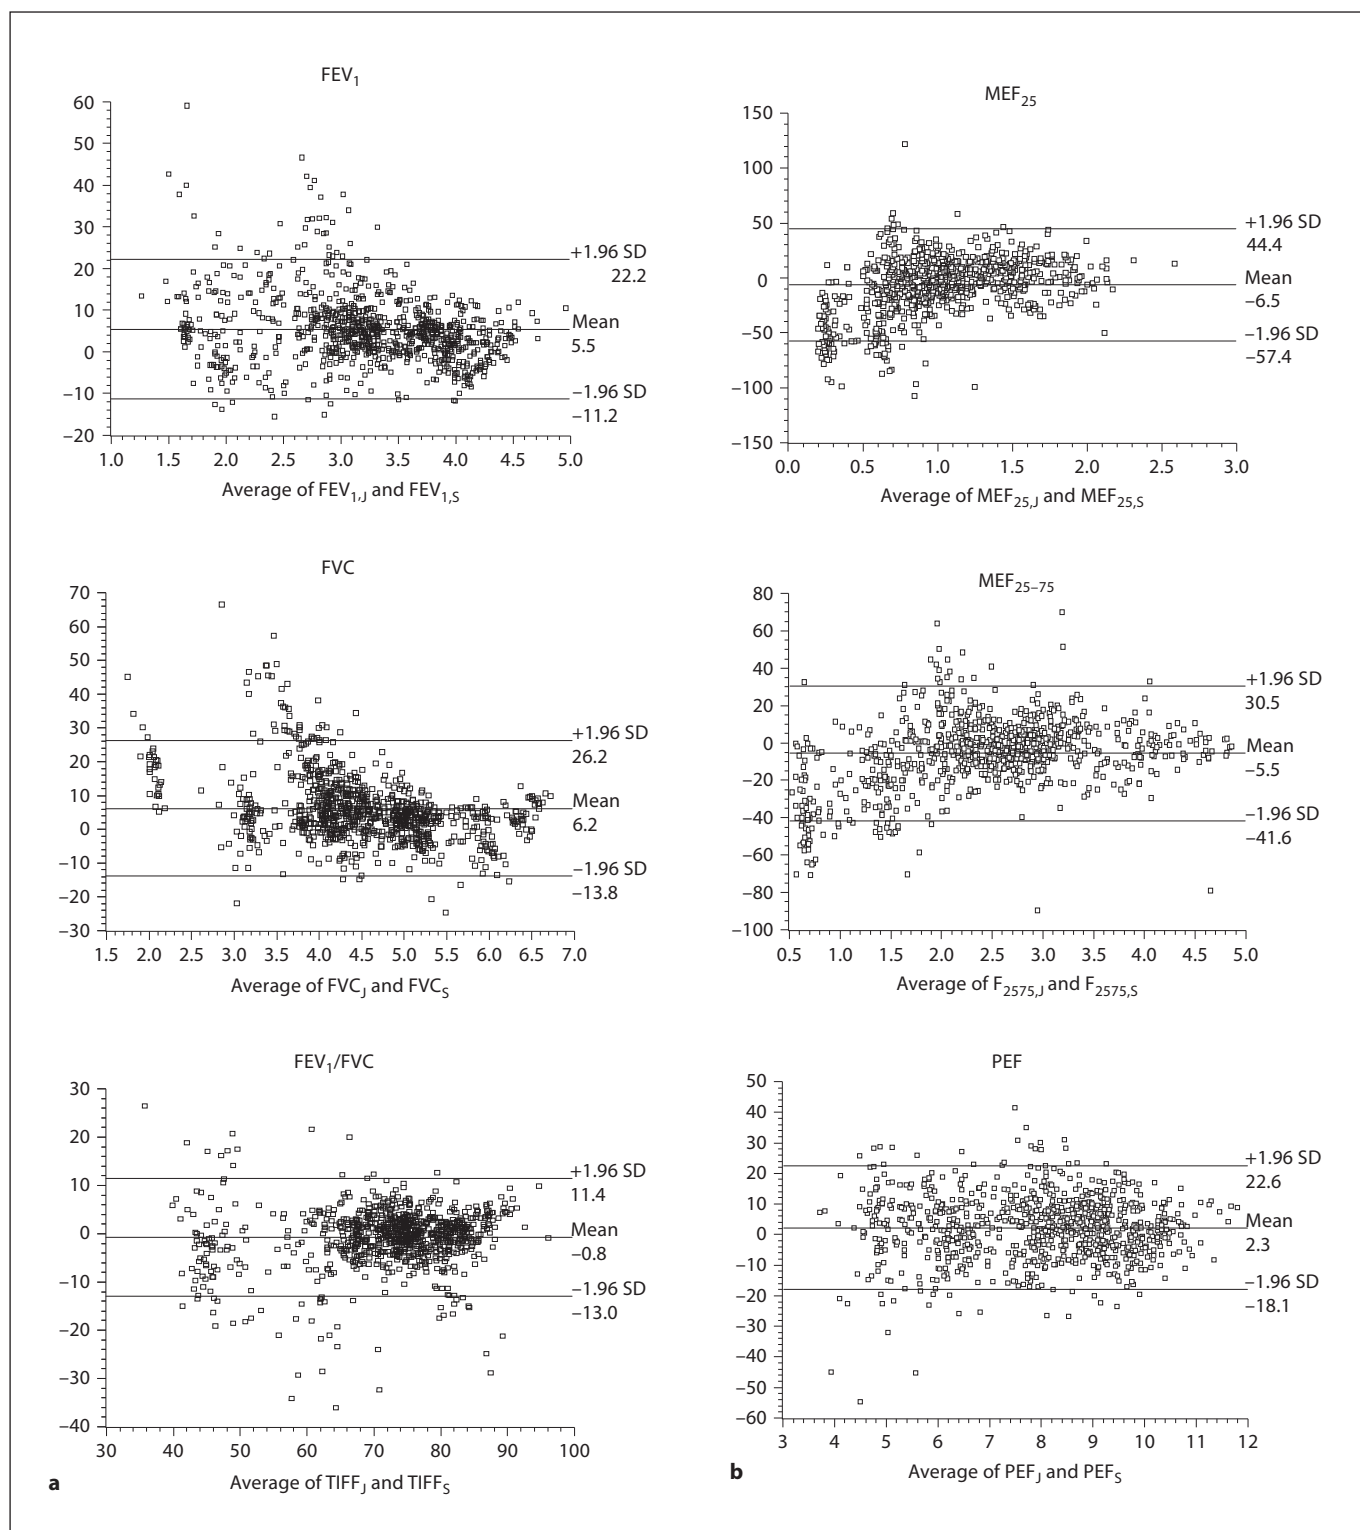 FEV1
60
50
40
30
20
10
0
−10
−20
+1.96 SD
22.2
Mean
5.5
−1.96 SD
−11.2
1.0 1.5 2.0 2.5 3.0 3.5 4.0 4.5 5.0
Average of FEV1,J and FEV1,S
FVC
70
60
50
40
30
20
10
0
−10
−20
−30
+1.96 SD
26.2
Mean
6.2
−1.96 SD
−13.8
1.5 2.0 2.5 3.0 3.5 4.0 4.5 5.0 5.5 6.0 6.5 7.0
Average of FVCJ and FVCS
FEV1/FVC
30
20
10
0
−10
−20
−30
−40
+1.96 SD
11.4
Mean
−0.8
−1.96 SD
−13.0
30 40 50 60 70 80 90 100
Average of TIFFJ and TIFFS
a
MEF25
150
100
50
0
−50
−100
−150
+1.96 SD
44.4
Mean
−6.5
−1.96 SD
−57.4
0.0 0.5 1.0 1.5 2.0 2.5 3.0
Average of MEF25,J and MEF25,S
MEF25–75
80
60
40
20
0
−20
−40
−60
−80
−100
+1.96 SD
30.5
Mean
−5.5
−1.96 SD
−41.6
0.5 1.0 1.5 2.0 2.5 3.0 3.5 4.0 4.5 5.0
Average of F2575,J and F2575,S
PEF
50
40
30
20
10
0
−10
−20
−30
−40
−50
−60
+1.96 SD
22.6
Mean
2.3
−1.96 SD
−18.1
3 4 5 6 7 8 9 10 11 12
Average of PEFJ and PEFS
b